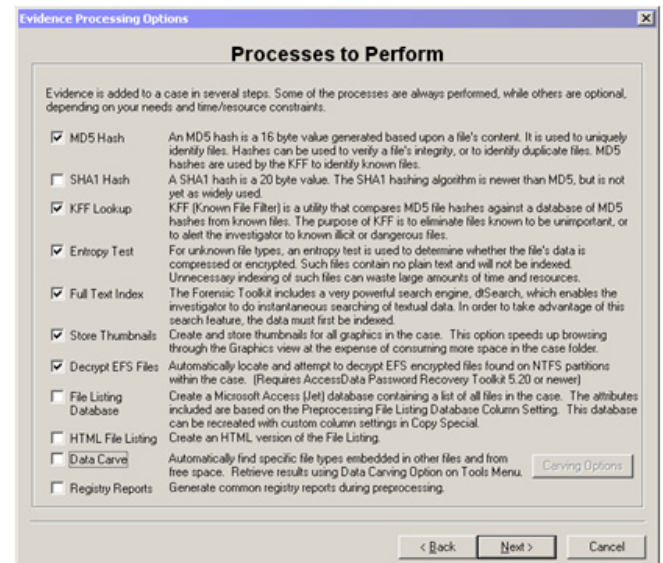 Evidence Processing Options
Processes to Perform
Evidence is added to a case in several steps. Some of the processes are always performed, while others are optional,
depending on your needs and time/resource constraints.
MD5 Hash
An MD5 hash is a 16 byte value generated based upon a file's content. It is used to uniquely
identify files. Hashes can be used to verify a file's integrity, or to identify duplicate files. MD5
hashes are used by the KFF to identify known files.
SHA1 Hash
A SHA1 hash is a 20 byte value. The SHA1 hashing algorithm is newer than MD5, but is not
yet as widely used.
KFF Lookup
KFF (Known File Filter) is a utility that compares MD5 file hashes against a database of MD5
hashes from known files. The purpose of KFF is to eliminate files known to be unimportant, or
to alert the investigator to known illicit or dangerous files.
Entropy Test
For unknown file types, an entropy test is used to determine whether the file's data is
compressed or encrypted. Such files contain no plain text and will not be indexed.
Unnecessary indexing of such files can waste large amounts of time and resources.
Full Text Index
The Forensic Toolkit includes a very powerful search engine, dtSearch, which enables the
investigator to do instantaneous searching of textual data. In order to take advantage of this
search feature, the data must first be indexed.
Store Thumbnails
Create and store thumbnails for all graphics in the case. This option speeds up browsing
through the Graphics view at the expense of consuming more space in the case folder.
Decrypt EFS Files
Automatically locate and attempt to decrypt EFS encrypted files found on NTFS partitions
within the case. (Requires AccessData Password Recovery Toolkit 5.20 or newer)
File Listing
Database
Create a Microsoft Access (Jet) database containing a list of all files in the case. The attributes
included are based on the Preprocessing File Listing Database Column Setting. This database
can be recreated with custom column settings in Copy Special.
HTML File Listing
Create an HTML version of the File Listing.
Data Carve
Automatically find specific file types embedded in other files and from
free space. Retrieve results using Data Carving Option on Tools Menu.
Carving Options
Registry Reports
Generate common registry reports during preprocessing.
< Back
Next >
Cancel